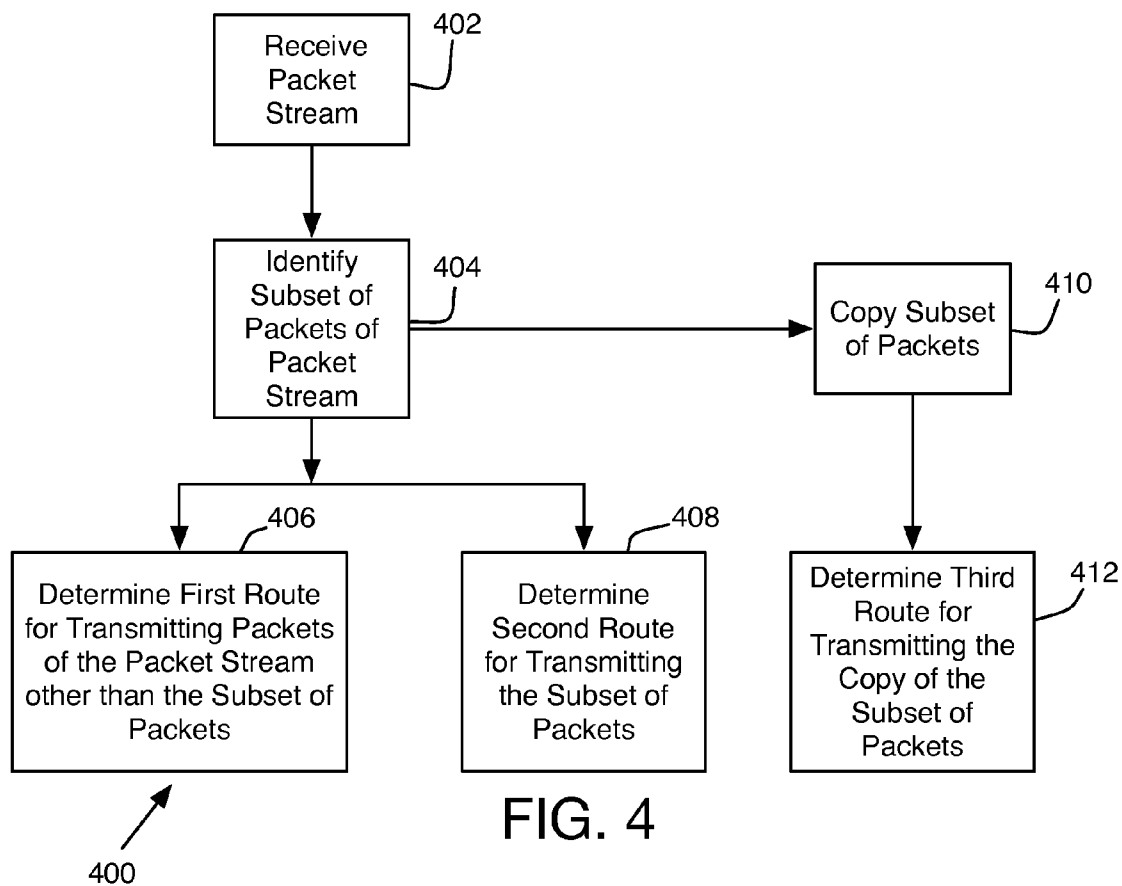 Receive
Packet
Stream
402
Identify
Subset of
Packets of
Packet
Stream
404
Copy Subset
of Packets
410
406
Determine First Route
for Transmitting Packets
of the Packet Stream
other than the Subset of
Packets
408
Determine
Second Route
for Transmitting
the Subset of
Packets
412
Determine Third
Route for
Transmitting the
Copy of the
Subset of
Packets
400
FIG. 4